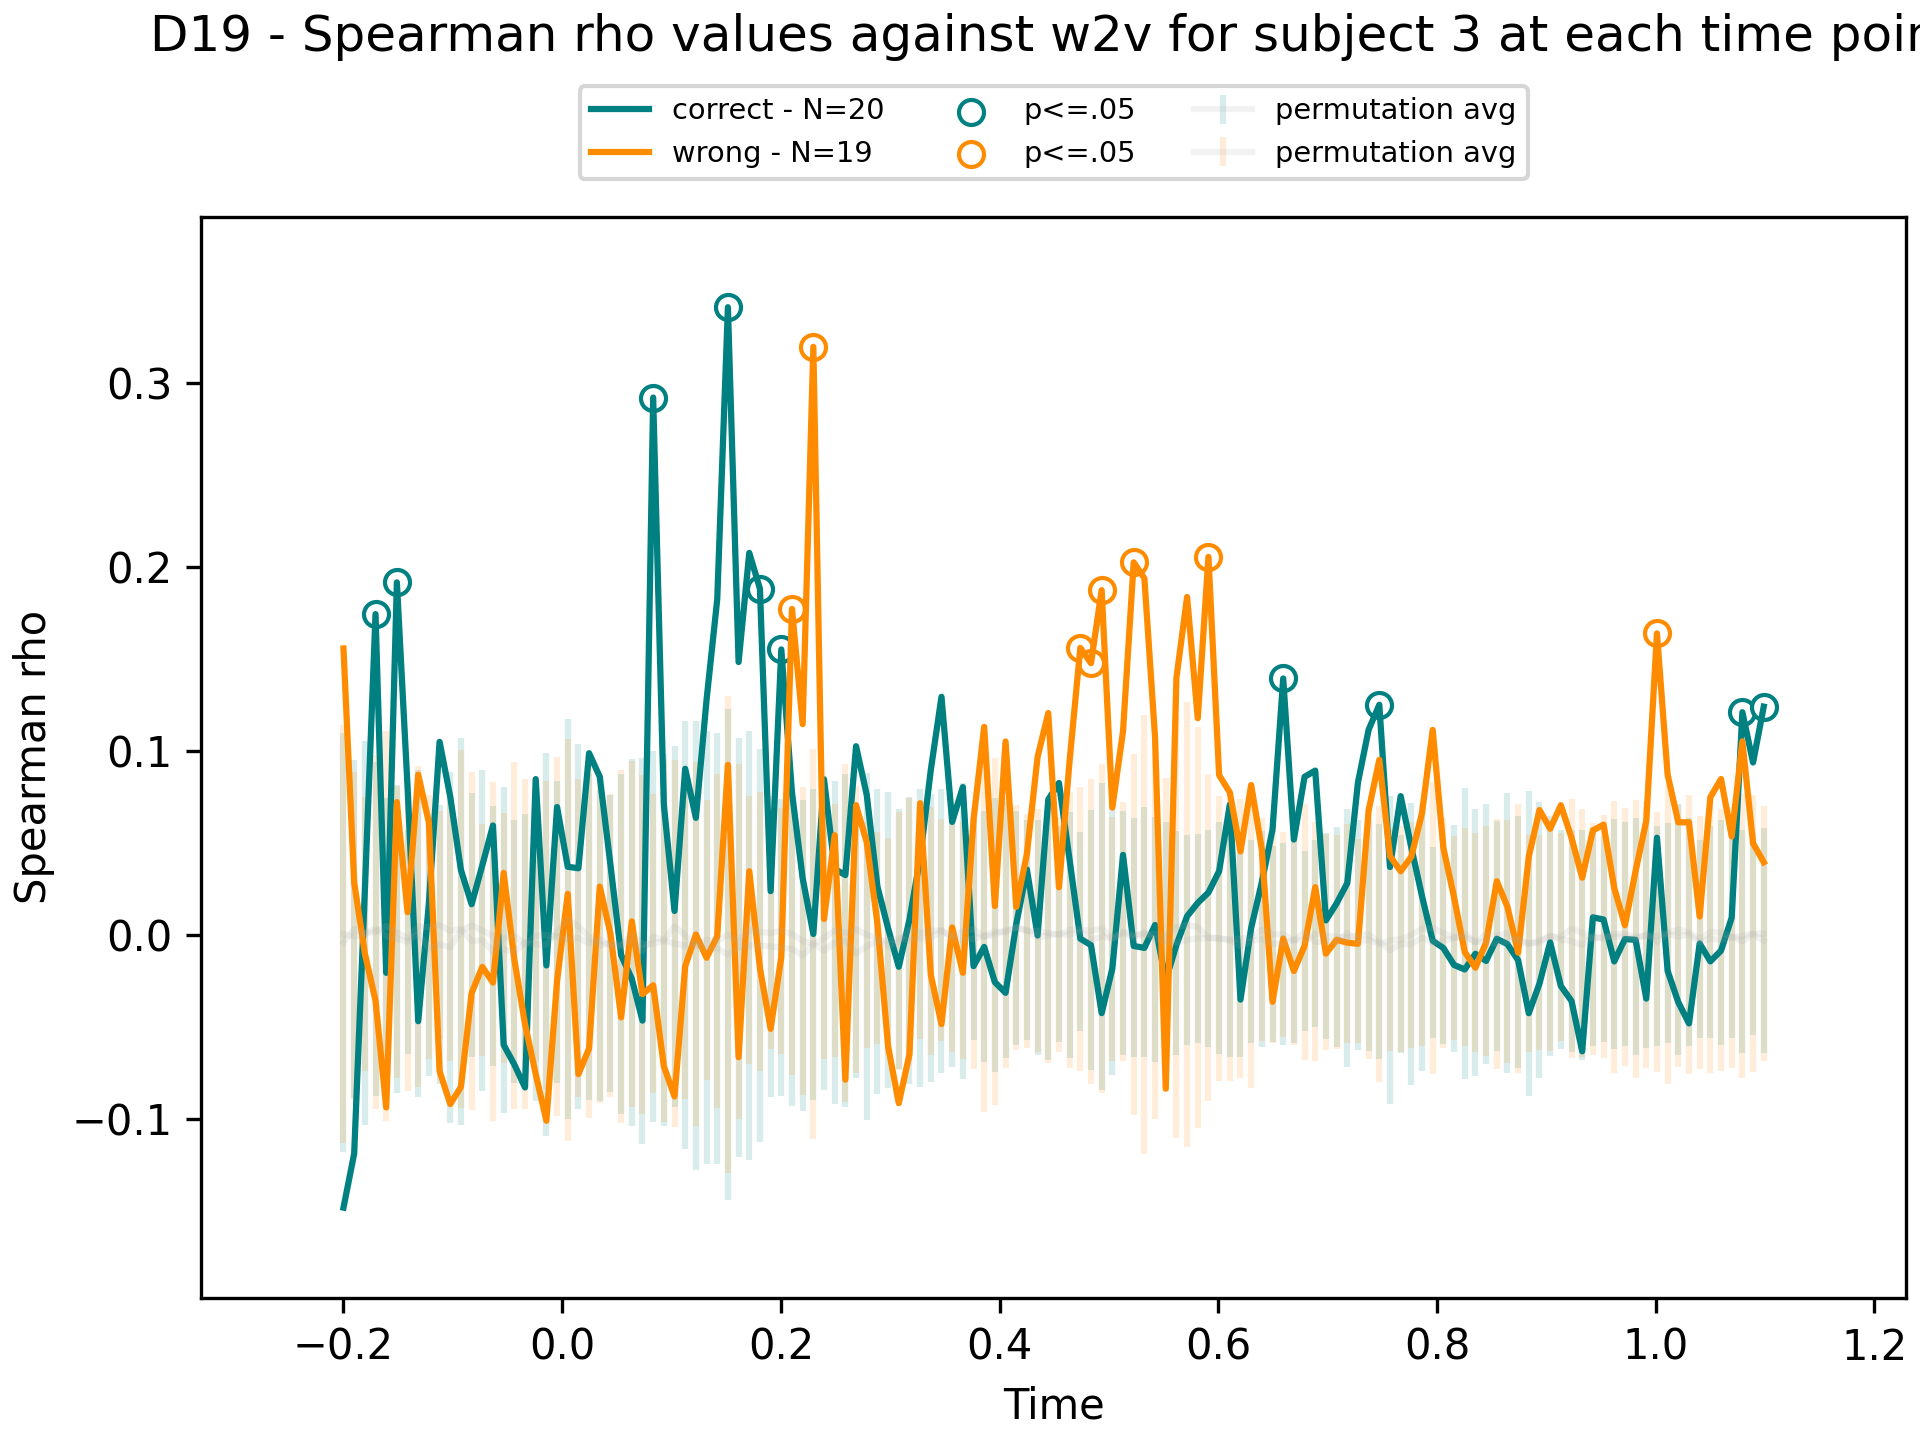 D19 - Spearman rho values against w2v for subject 3 at each time poin
correct - N=20
wrong - N=19
p<=.05
p<=.05
permutation avg
permutation avg
Spearman rho
0.3
0.2
0.1
0.0
−0.1
−0.2 0.0 0.2 0.4 0.6 0.8 1.0 1.2
Time